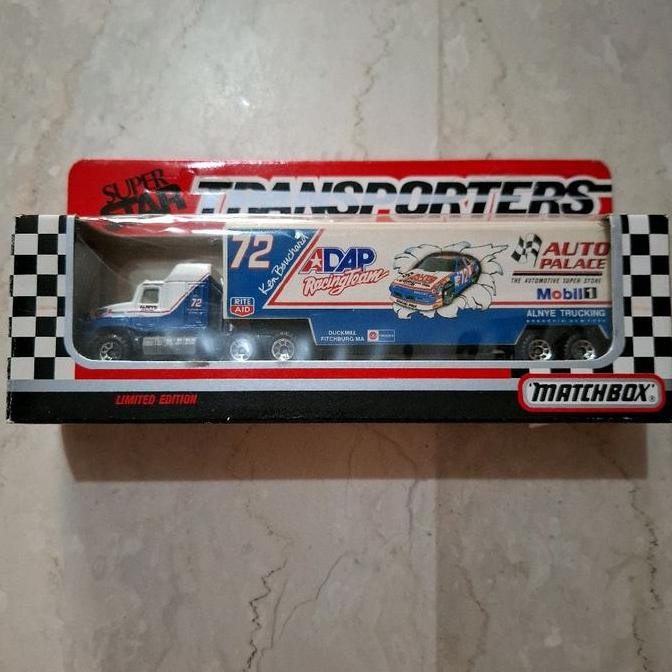 SUPER
STAR
TRANSPORTERS
72
Ken Bouchard
ADAP
Racing Team
RITE
AID
DUCKMILL
FITCHBURG MA
AUTO
PALACE
THE AUTOMOTIVE SUPER STORE
Mobil 1
ALNYE TRUCKING
72
LIMITED EDITION
"MATCHBOX"®